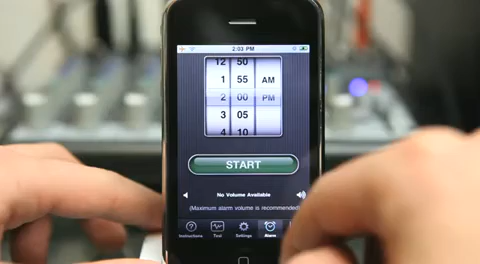 2:03 PM
12 50
1 55 AM
2 00 PM
3 05
4 10
START
No Volume Available
(Maximum alarm volume is recommended)
Instructions Test Settings Alarm